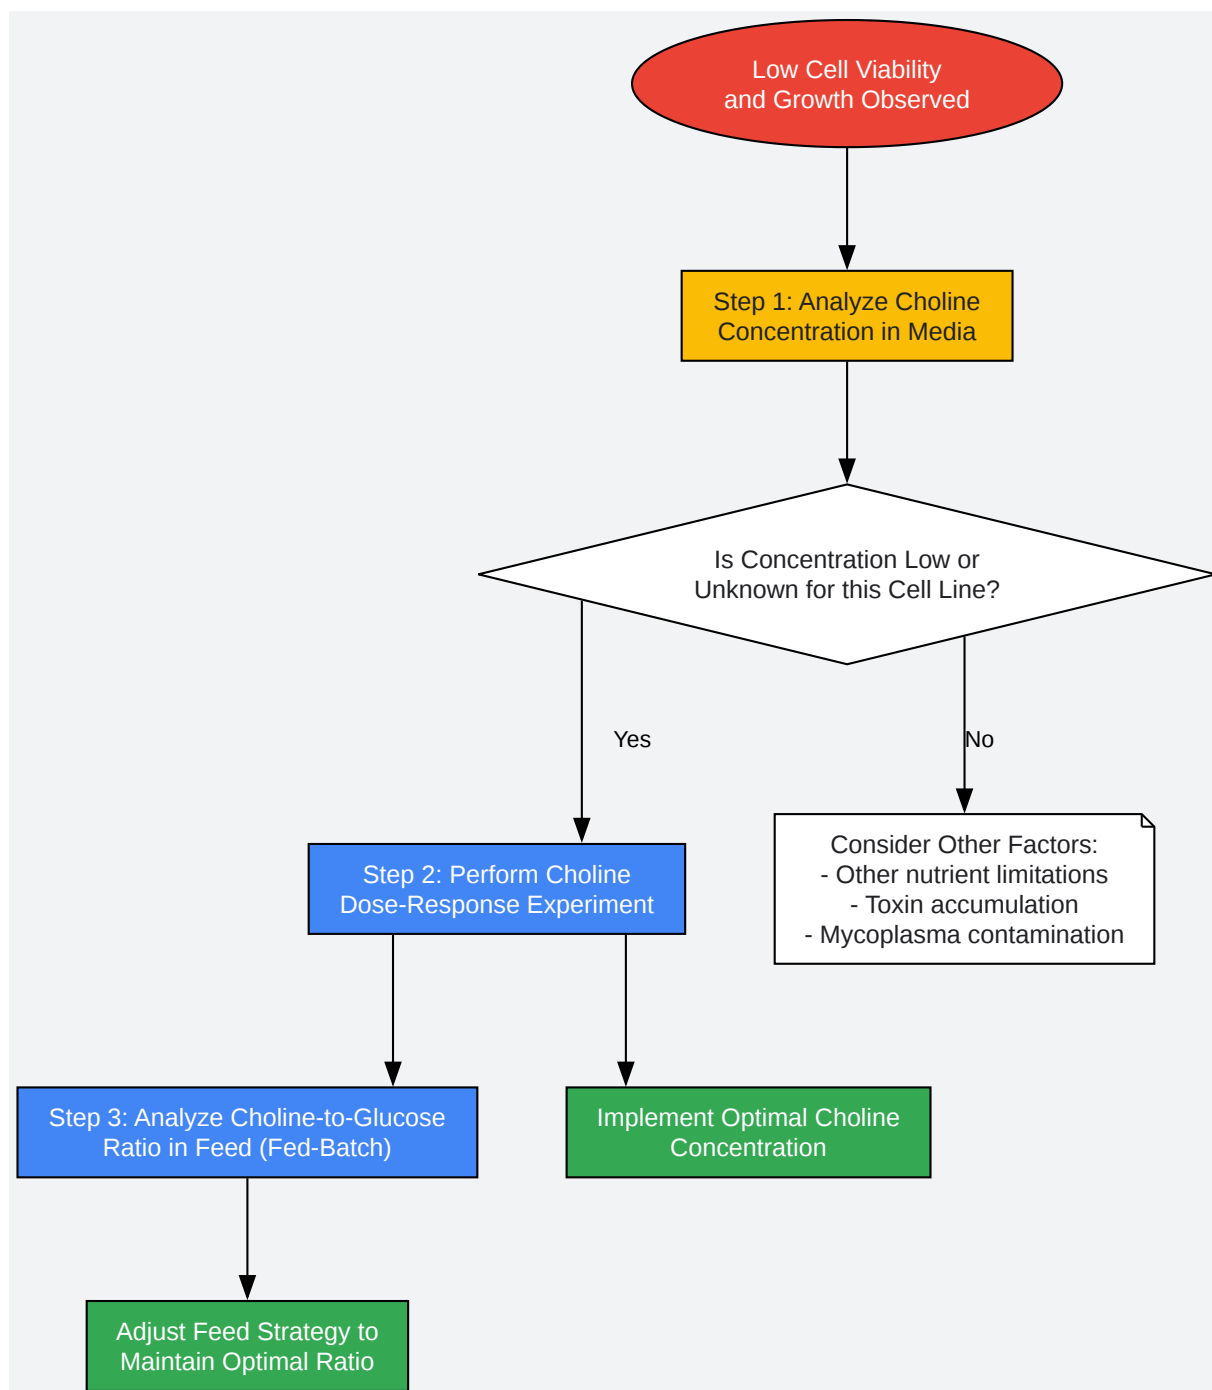 Low Cell Viability
and Growth Observed
Step 1: Analyze Choline
Concentration in Media
Is Concentration Low or
Unknown for this Cell Line?
Yes
No
Consider Other Factors:
- Other nutrient limitations
- Toxin accumulation
- Mycoplasma contamination
Step 2: Perform Choline
Dose-Response Experiment
Step 3: Analyze Choline-to-Glucose
Ratio in Feed (Fed-Batch)
Implement Optimal Choline
Concentration
Adjust Feed Strategy to
Maintain Optimal Ratio